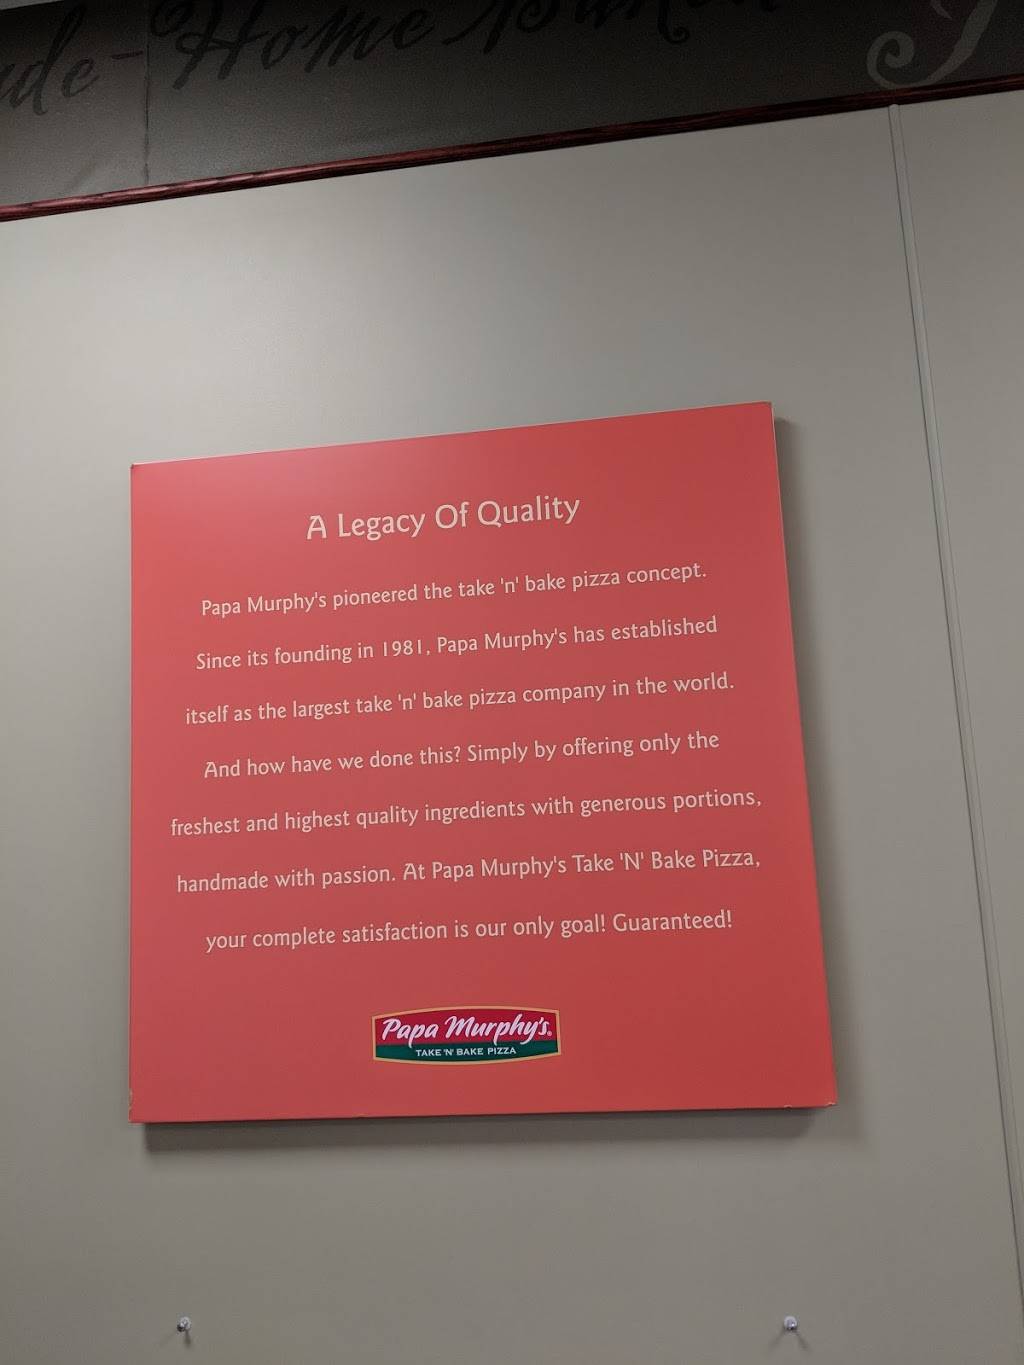 Home
A Legacy Of Quality
Papa Murphy's pioneered the take 'n' bake pizza concept.
Since its founding in 1981, Papa Murphy's has established
itself as the largest take 'n' bake pizza company in the world.
And how have we done this? Simply by offering only the
freshest and highest quality ingredients with generous portions,
handmade with passion. At Papa Murphy's Take 'N' Bake Pizza,
your complete satisfaction is our only goal! Guaranteed!
Papa Murphy's®
TAKE 'N' BAKE PIZZA